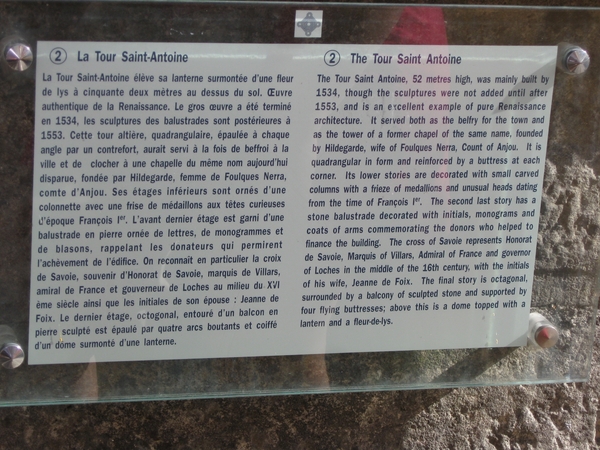 ② La Tour Saint-Antoine
La Tour Saint-Antoine élève sa lanterne surmontée d'une fleur
de lys à cinquante deux mètres au dessus du sol. Œuvre
authentique de la Renaissance. Le gros œuvre a été terminé
en 1534, les sculptures des balustrades sont postérieures à
1553. Cette tour altière, quadrangulaire, épaulée à chaque
angle par un contrefort, aurait servi à la fois de beffroi à la
ville et de clocher à une chapelle du même nom aujourd'hui
disparue, fondée par Hildegarde, femme de Foulques Nerra,
comte d'Anjou. Ses étages inférieurs sont ornés d'une
colonnette avec une frise de médaillons aux têtes curieuses
d'époque François Ier. L'avant dernier étage est garni d'une
balustrade en pierre ornée de lettres, de monogrammes et
de blasons, rappelant les donateurs qui permirent
l'achèvement de l'édifice. On reconnaît en particulier la croix
de Savoie, souvenir d'Honorat de Savoie, marquis de Villars,
amiral de France et gouverneur de Loches au milieu du XVI
ème siècle ainsi que les initiales de son épouse : Jeanne de
Foix. Le dernier étage, octogonal, entouré d'un balcon en
pierre sculpté est épaulé par quatre arcs boutants et coiffé
d'un dôme surmonté d'une lanterne.
② The Tour Saint Antoine
The Tour Saint Antoine, 52 metres high, was mainly built by
1534, though the sculptures were not added until after
1553, and is an excellent example of pure Renaissance
architecture. It served both as the belfry for the town and
as the tower of a former chapel of the same name, founded
by Hildegarde, wife of Foulques Nerra, Count of Anjou. It is
quadrangular in form and reinforced by a buttress at each
corner. Its lower stories are decorated with small carved
columns with a frieze of medallions and unusual heads dating
from the time of François Ier. The second last story has a
stone balustrade decorated with initials, monograms and
coats of arms commemorating the donors who helped to
finance the building. The cross of Savoie represents Honorat
de Savoie, Marquis of Villars, Admiral of France and governor
of Loches in the middle of the 16th century, with the initials
of his wife, Jeanne de Foix. The final story is octagonal,
surrounded by a balcony of sculpted stone and supported by
four flying buttresses; above this is a dome topped with a
lantern and a fleur-de-lys.